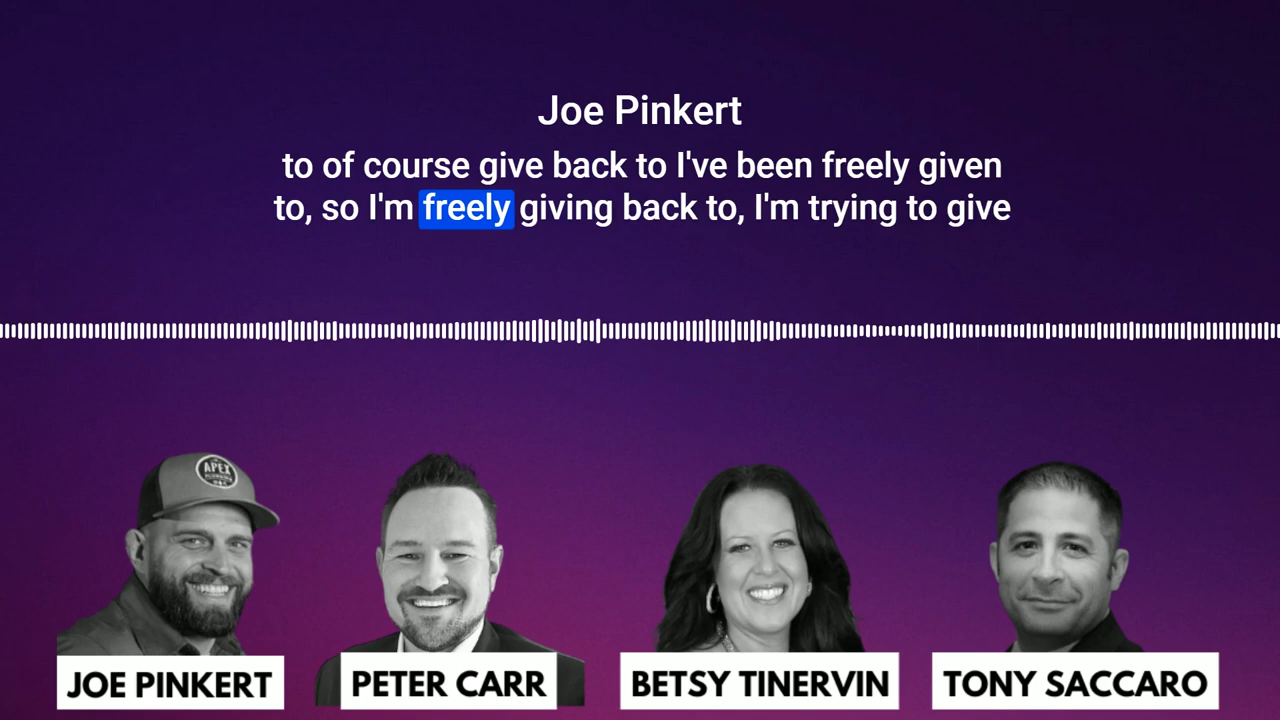 Joe Pinkert
to of course give back to I've been freely given
to, so I'm freely giving back to, I'm trying to give
APEX
JOE PINKERT
PETER CARR
BETSY TINERVIN
TONY SACCARO